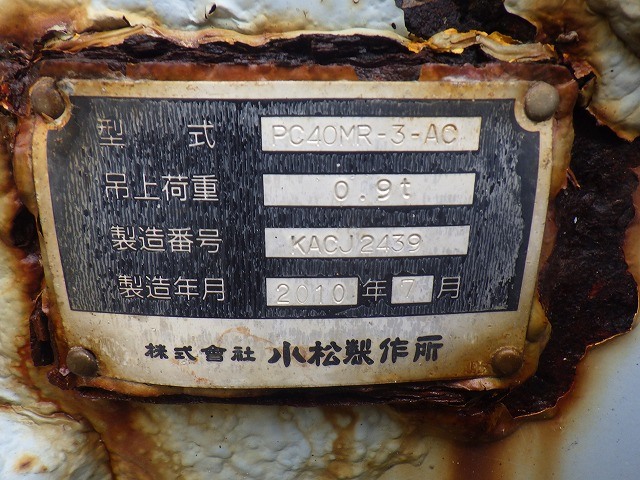 型式 PC40MR-3-AC
吊上荷重 0.9t
製造番号 KACJ2439
製造年月 2010年7月
株式會社 小松製作所